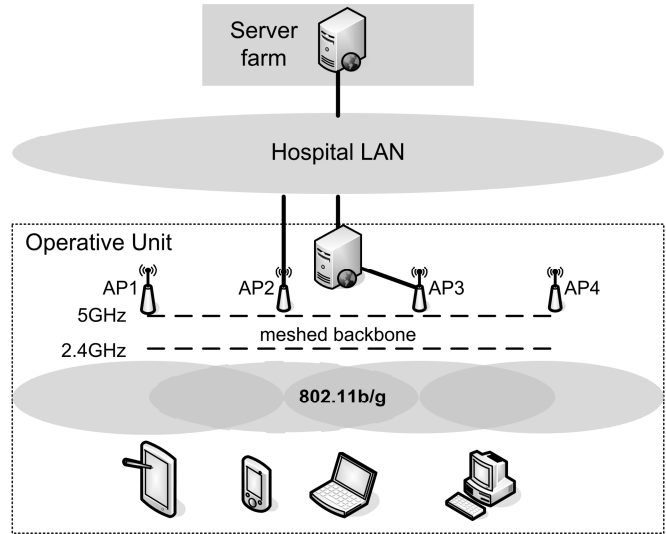 Server
farm
Hospital LAN
Operative Unit
AP1 AP2 AP3 AP4
5GHz
meshed backbone
2.4GHz
802.11b/g